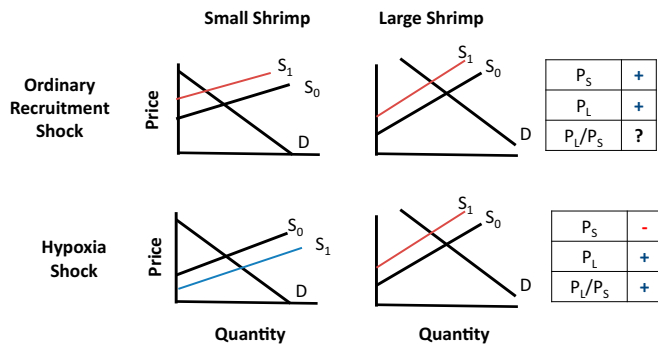 Small Shrimp Large Shrimp
Ordinary
Recruitment
Shock
Price
S1
S0
D
S1
S0
D
PS +
PL +
PL/PS ?
Hypoxia
Shock
Price
S0
S1
D
S1
S0
D
PS -
PL +
PL/PS +
Quantity Quantity